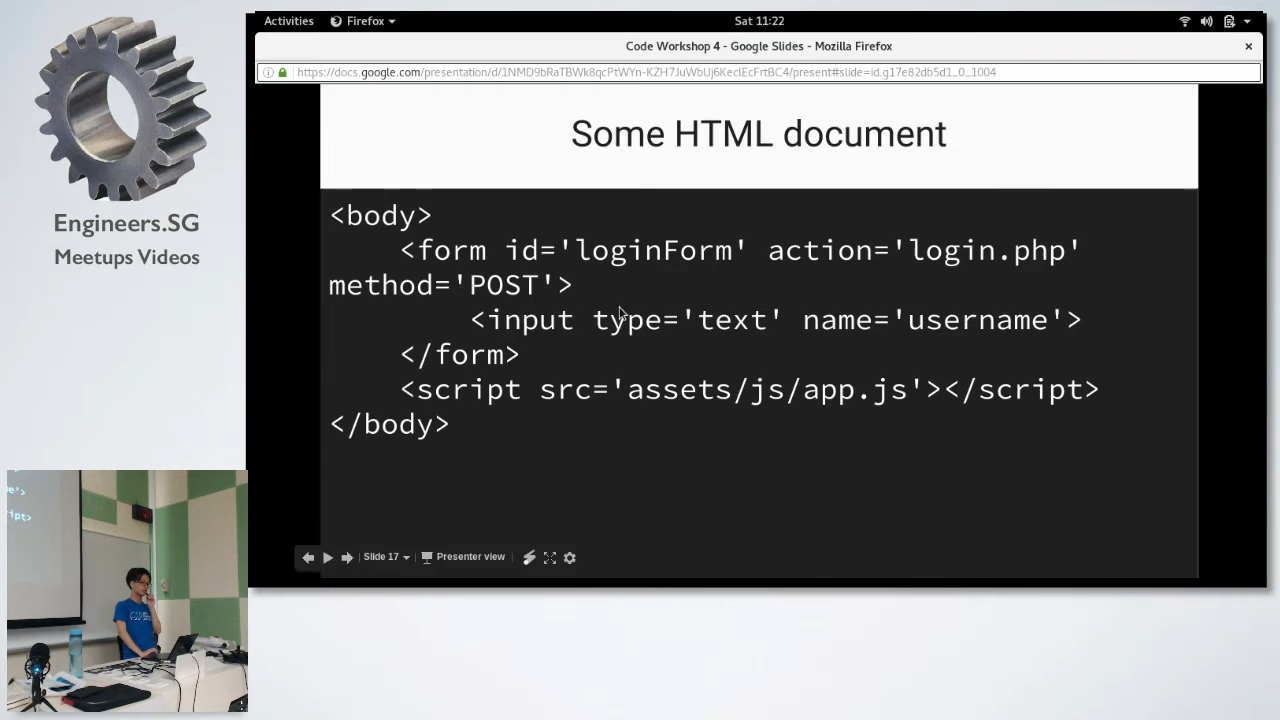 Activities Firefox Sat 11:22
Code Workshop 4 - Google Slides - Mozilla Firefox
https://docs.google.com/presentation/d/1NMD9bRaTBWk8qcPtWYn-KZH7JuWbUj6KeclEcFrtBC4/present#slide=id.g17e82db5d1_0_1004
Some HTML document
<body>
<form id='loginForm' action='login.php'
method='POST'>
<input type='text' name='username'>
</form>
<script src='assets/js/app.js'></script>
</body>
Slide 17 Presenter view
Engineers.SG
Meetups Videos
e'>
ipt>